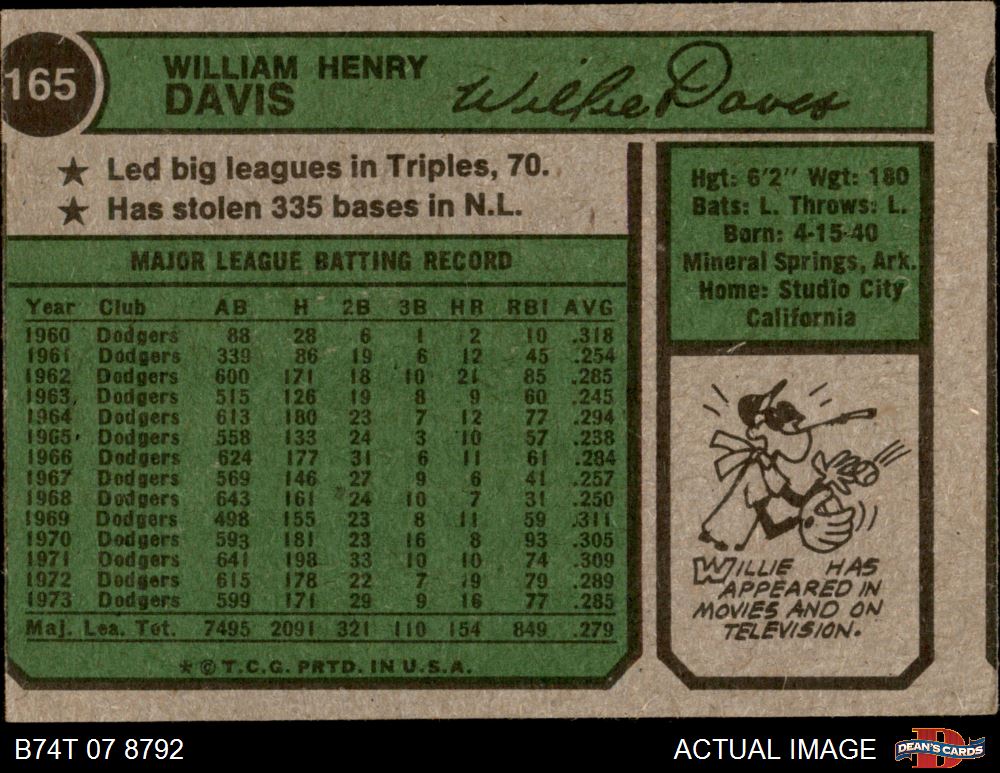 165
WILLIAM HENRY
DAVIS
Willie Davis
★ Led big leagues in Triples, 70.
★ Has stolen 335 bases in N.L.
MAJOR LEAGUE BATTING RECORD
Year Club AB H 2B 3B HR RBI AVG
1960 Dodgers 88 28 6 1 2 10 .318
1961 Dodgers 339 86 19 6 12 45 .254
1962 Dodgers 600 171 18 10 21 85 .285
1963 Dodgers 515 126 19 8 9 60 .245
1964 Dodgers 613 180 23 7 12 77 .294
1965 Dodgers 558 133 24 3 10 57 .238
1966 Dodgers 624 177 31 6 11 61 .284
1967 Dodgers 569 146 27 9 6 41 .257
1968 Dodgers 643 161 24 10 7 31 .250
1969 Dodgers 498 155 23 8 11 59 .311
1970 Dodgers 593 181 23 16 8 93 .305
1971 Dodgers 641 198 33 10 10 74 .309
1972 Dodgers 615 178 22 7 19 79 .289
1973 Dodgers 599 171 29 9 16 77 .285
Maj. Lea. Tot. 7495 2091 321 110 154 849 .279
★ © T.C.G. PRTD. IN U.S.A.
Hgt: 6'2" Wgt: 180
Bats: L. Throws: L.
Born: 4-15-40
Mineral Springs, Ark.
Home: Studio City
California
WILLIE HAS
APPEARED IN
MOVIES AND ON
TELEVISION.
B74T 07 8792
ACTUAL IMAGE
D
DEAN'S CARDS